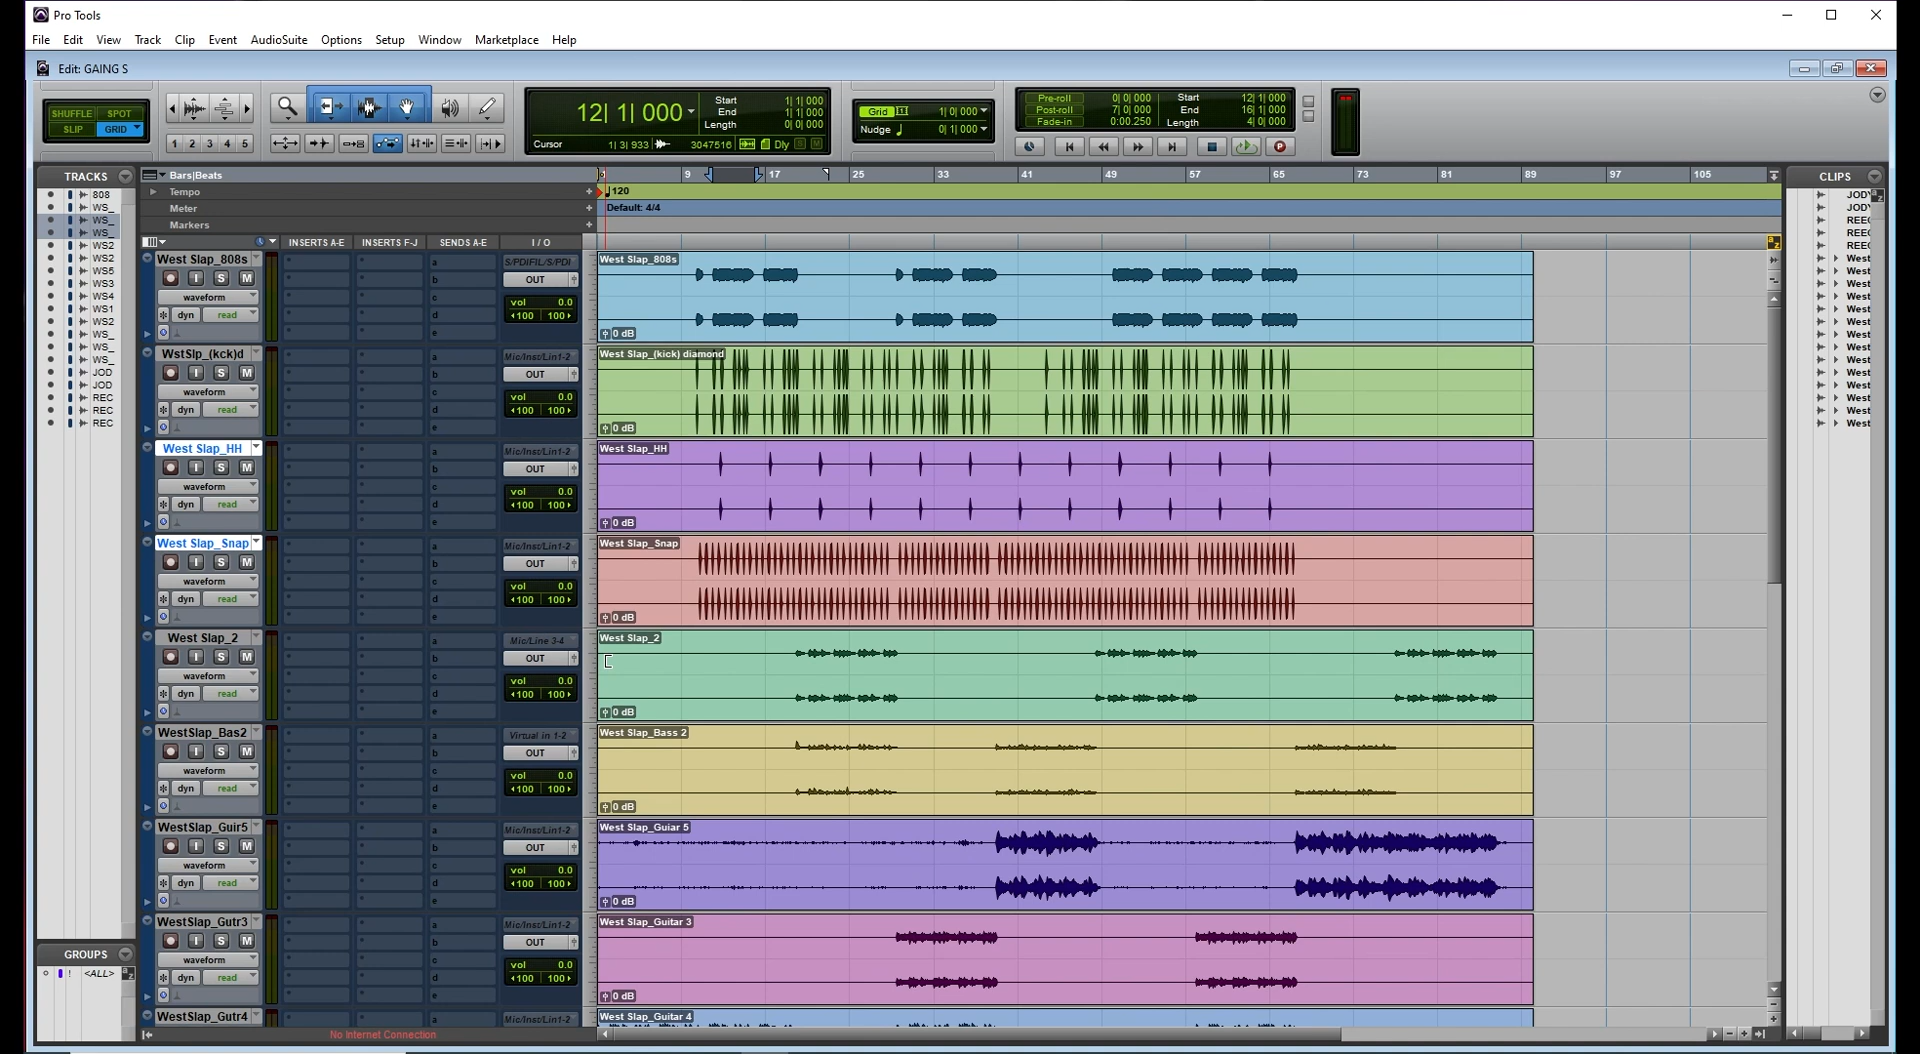 Pro Tools
File Edit View Track Clip Event AudioSuite Options Setup Window Marketplace Help
Edit: GAING S
SHUFFLE SPOT
SLIP GRID
1 2 3 4 5
12| 1| 000
Start 1| 1| 000
End 1| 1| 000
Length 0| 0| 000
Cursor 1| 3| 933 3047516 Dly
Grid 1| 0| 000
Nudge 0| 1| 000
Pre-roll 0| 0| 000 Start 12| 1| 000
Post-roll 7| 0| 000 End 16| 1| 000
Fade-in 0:00.250 Length 4| 0| 000
TRACKS
808
WS_
WS_
WS_
WS2
WS2
WS5
WS3
WS4
WS1
WS2
WS_
WS_
WS_
JOD
JOD
REC
REC
REC
GROUPS
! <ALL>
Bars|Beats 9 17 25 33 41 49 57 65 73 81 89 97 105
Tempo 120
Meter Default: 4/4
Markers
INSERTS A-E INSERTS F-J SENDS A-E I / O
West Slap_808s a S/PDIFIL/S/PDI West Slap_808s
I S M b OUT
waveform c vol 0.0
dyn read d 100 100
e 0 dB
WstSlp_(kck)d a Mic/Inst/Lin1-2 West Slap_(kick) diamond
I S M b OUT
waveform c vol 0.0
dyn read d 100 100
e 0 dB
West Slap_HH a Mic/Inst/Lin1-2 West Slap_HH
I S M b OUT
waveform c vol 0.0
dyn read d 100 100
e 0 dB
West Slap_Snap a Mic/Inst/Lin1-2 West Slap_Snap
I S M b OUT
waveform c vol 0.0
dyn read d 100 100
e 0 dB
West Slap_2 a Mic/Line 3-4 West Slap_2
I S M b OUT
waveform c vol 0.0
dyn read d 100 100
e 0 dB
WestSlap_Bas2 a Virtual in 1-2 West Slap_Bass 2
I S M b OUT
waveform c vol 0.0
dyn read d 100 100
e 0 dB
WestSlap_Guir5 a Mic/Inst/Lin1-2 West Slap_Guiar 5
I S M b OUT
waveform c vol 0.0
dyn read d 100 100
e 0 dB
WestSlap_Gutr3 a Mic/Inst/Lin1-2 West Slap_Guitar 3
I S M b OUT
waveform c vol 0.0
dyn read d 100 100
e 0 dB
WestSlap_Gutr4 a Mic/Inst/Lin1-2 West Slap_Guitar 4
No Internet Connection
CLIPS
JOD
JOD
REE
REE
REE
West
West
West
West
West
West
West
West
West
West
West
West
West
West